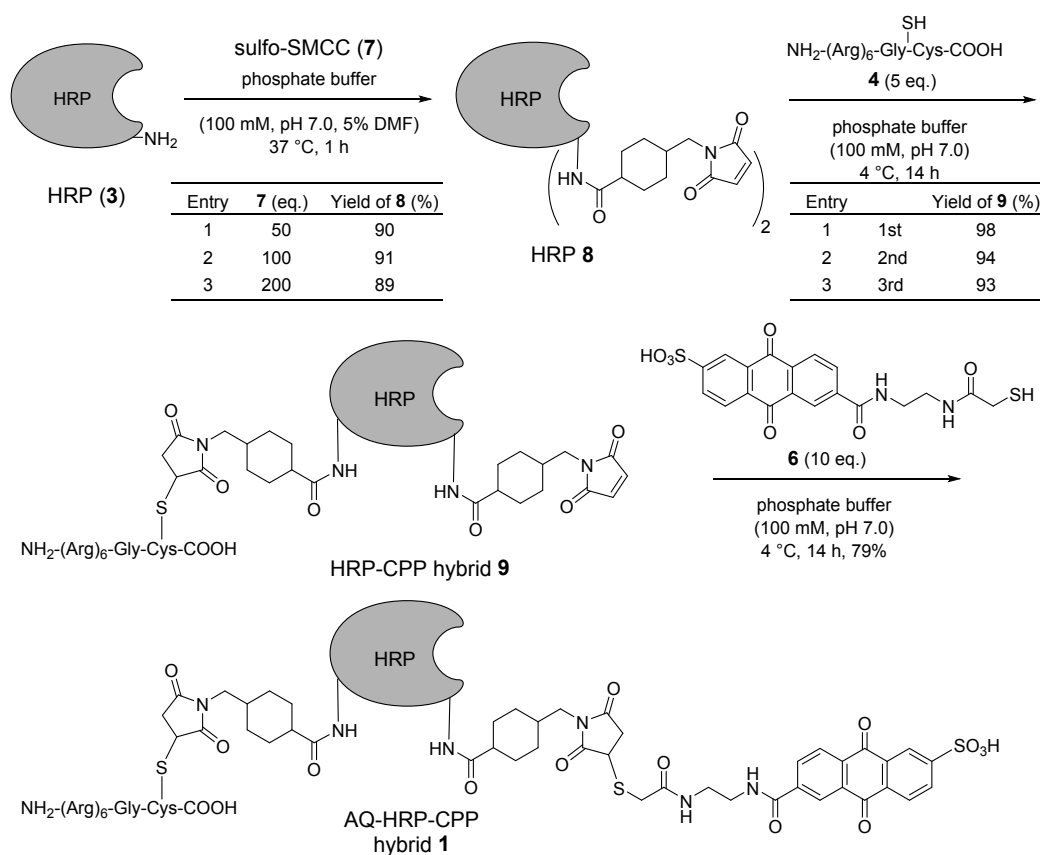 sulfo-SMCC (7)
phosphate buffer
(100 mM, pH 7.0, 5% DMF)
37 °C, 1 h
HRP
NH2
HRP (3)
Entry 7 (eq.) Yield of 8 (%)
1 50 90
2 100 91
3 200 89
HRP
HN
O
N
O
O
2
HRP 8
SH
NH2-(Arg)6-Gly-Cys-COOH
4 (5 eq.)
phosphate buffer
(100 mM, pH 7.0)
4 °C, 14 h
Entry Yield of 9 (%)
1 1st 98
2 2nd 94
3 3rd 93
HRP
O
N
O
S
O
NH
HN
O
N
O
O
NH2-(Arg)6-Gly-Cys-COOH
HRP-CPP hybrid 9
HO3S
O
O
O
H
N
N
H
O
SH
6 (10 eq.)
phosphate buffer
(100 mM, pH 7.0)
4 °C, 14 h, 79%
HRP
O
N
O
S
O
NH
HN
O
N
O
O
S
O
N
H
H
N
O
O
O
SO3H
NH2-(Arg)6-Gly-Cys-COOH
AQ-HRP-CPP
hybrid 1